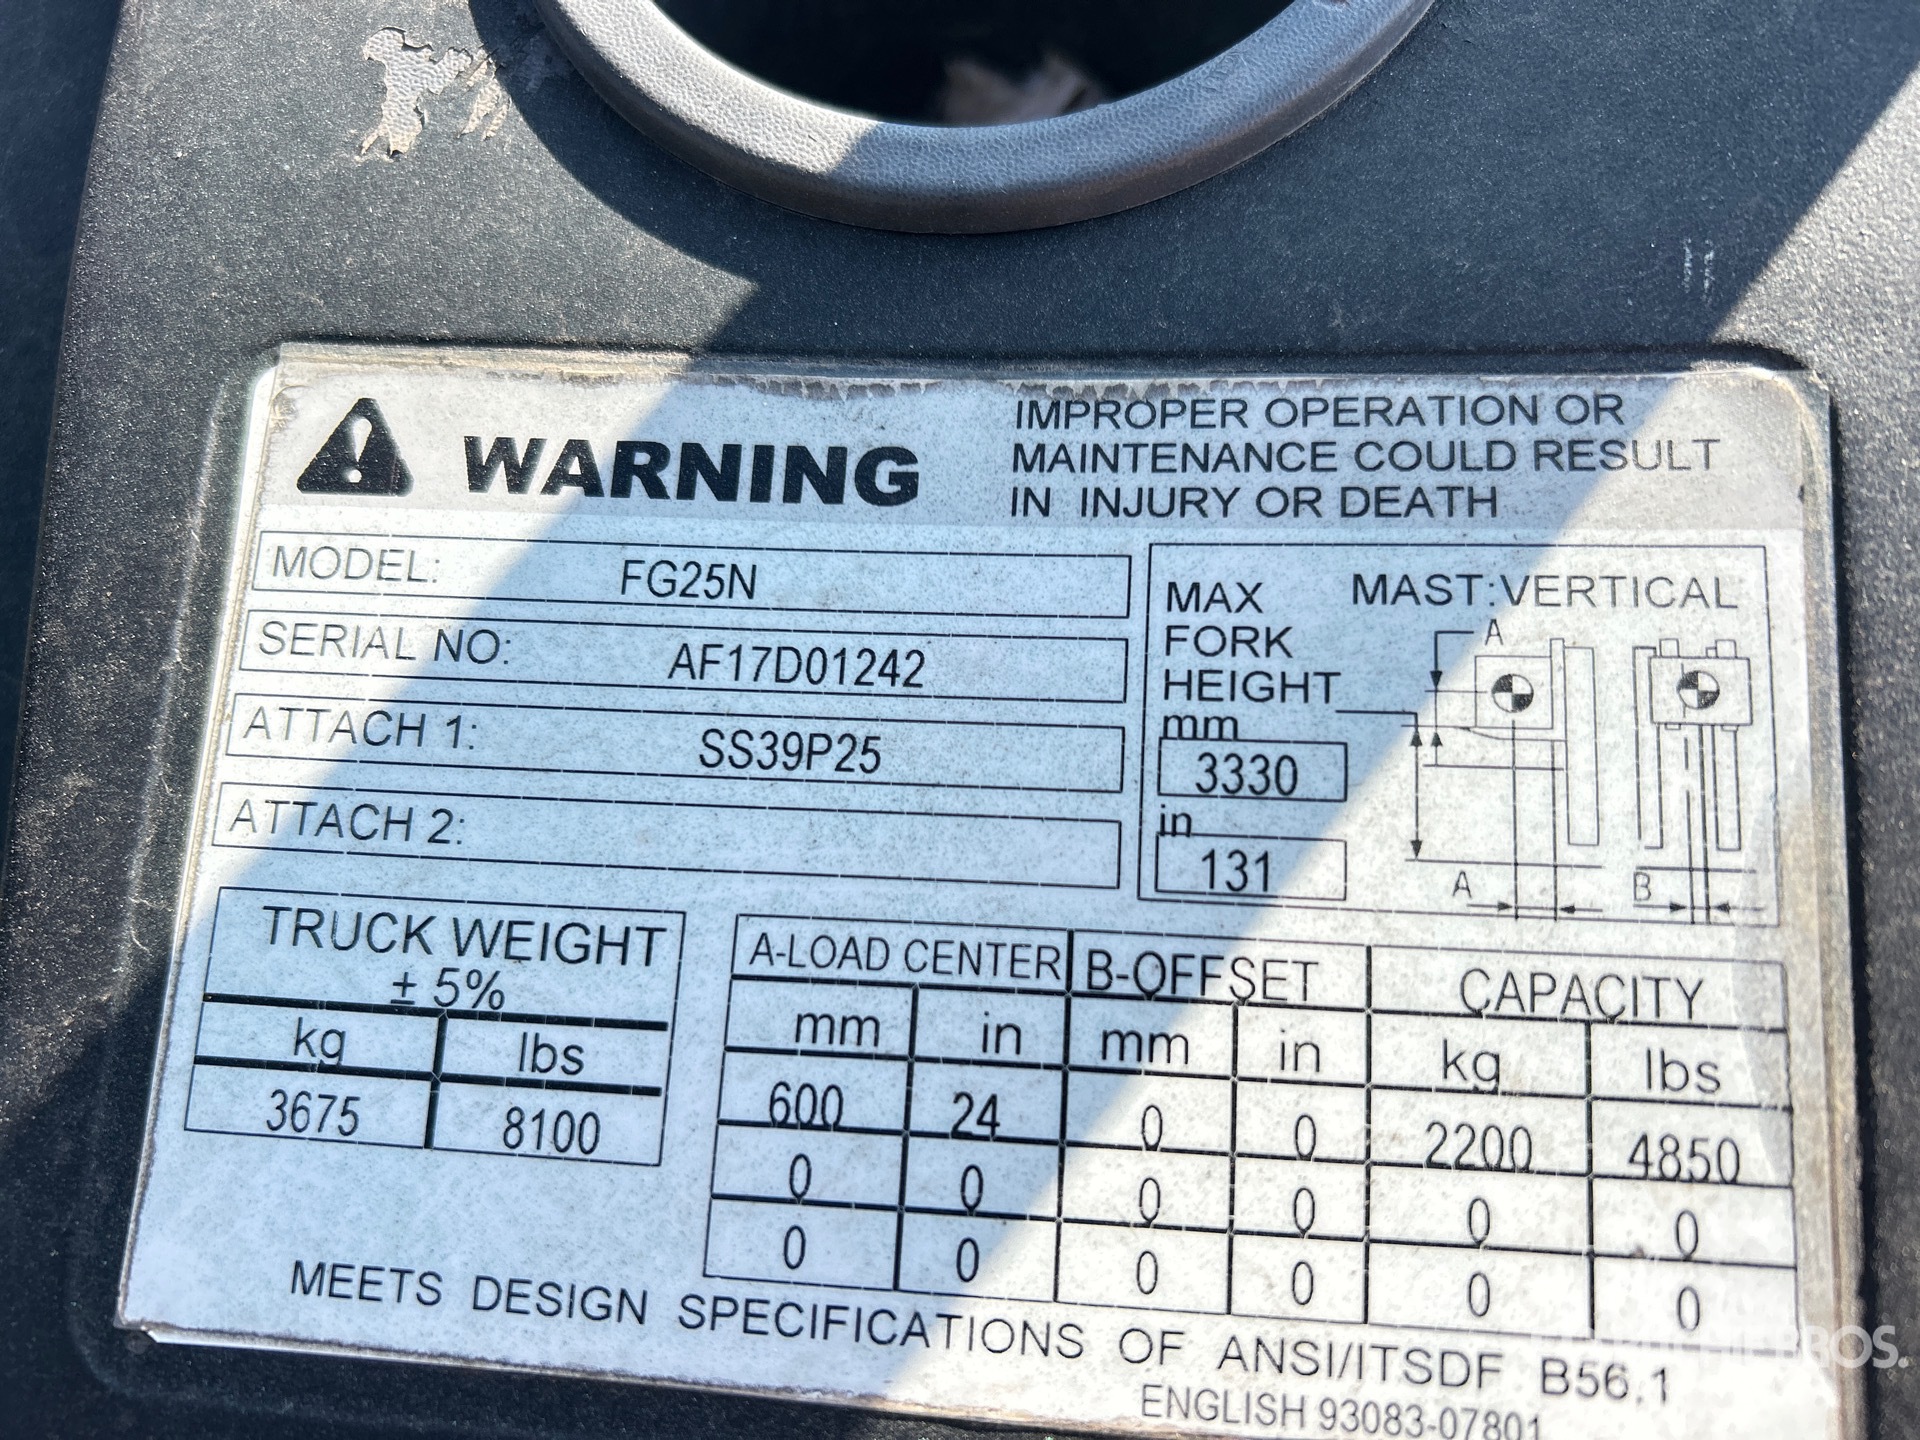 WARNING
IMPROPER OPERATION OR
MAINTENANCE COULD RESULT
IN INJURY OR DEATH
MODEL: FG25N
SERIAL NO: AF17D01242
ATTACH 1: SS39P25
ATTACH 2:
MAX FORK HEIGHT
MAST:VERTICAL
mm
3330
in
131
A
A
B
TRUCK WEIGHT
± 5%
kg lbs
3675 8100
A-LOAD CENTER B-OFFSET CAPACITY
mm in mm in kg lbs
600 24 0 0 2200 4850
0 0 0 0 0 0
0 0 0 0 0 0
MEETS DESIGN SPECIFICATIONS OF ANSI/ITSDF B56.1
ENGLISH 93083-07801